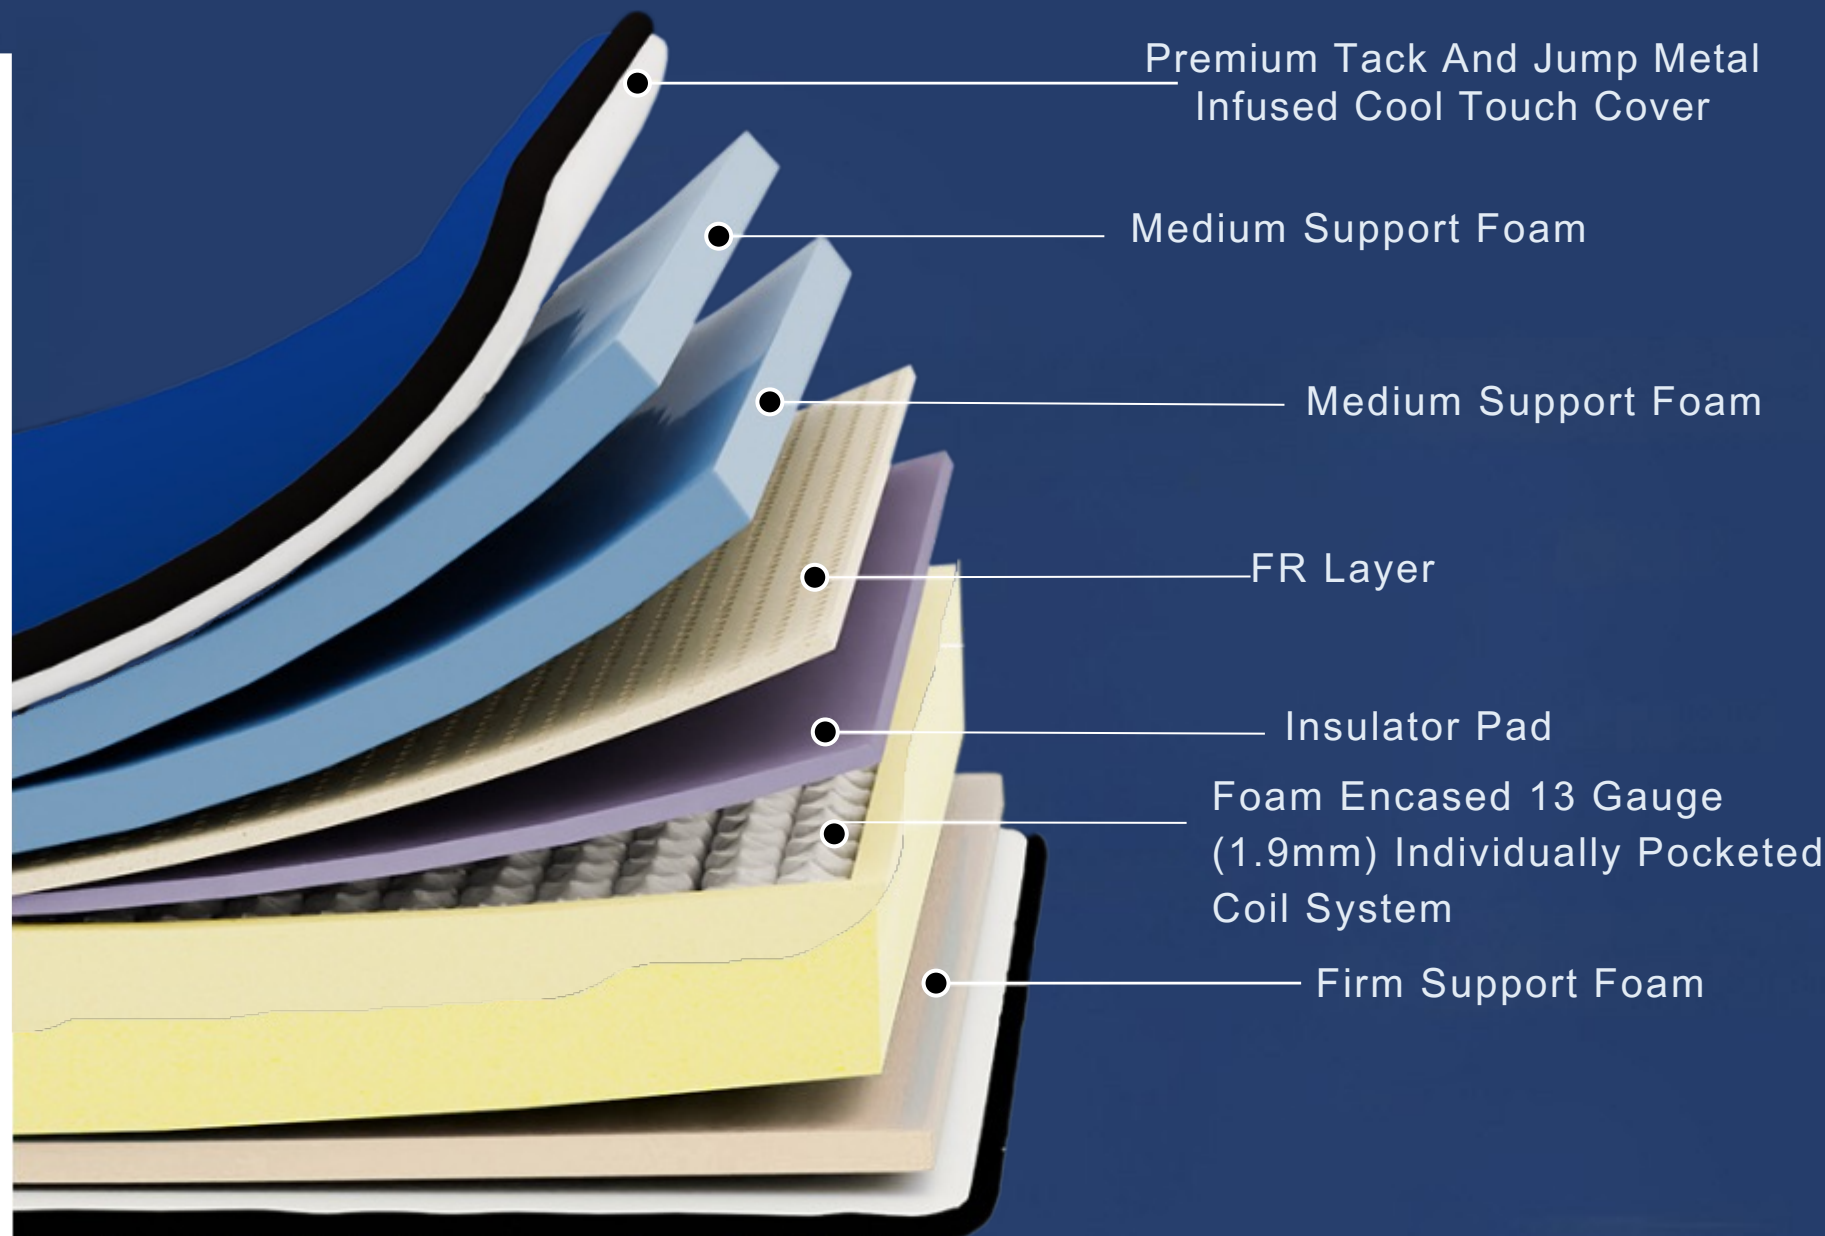 Premium Tack And Jump Metal
Infused Cool Touch Cover
Medium Support Foam
Medium Support Foam
FR Layer
Insulator Pad
Foam Encased 13 Gauge
(1.9mm) Individually Pocketed
Coil System
Firm Support Foam